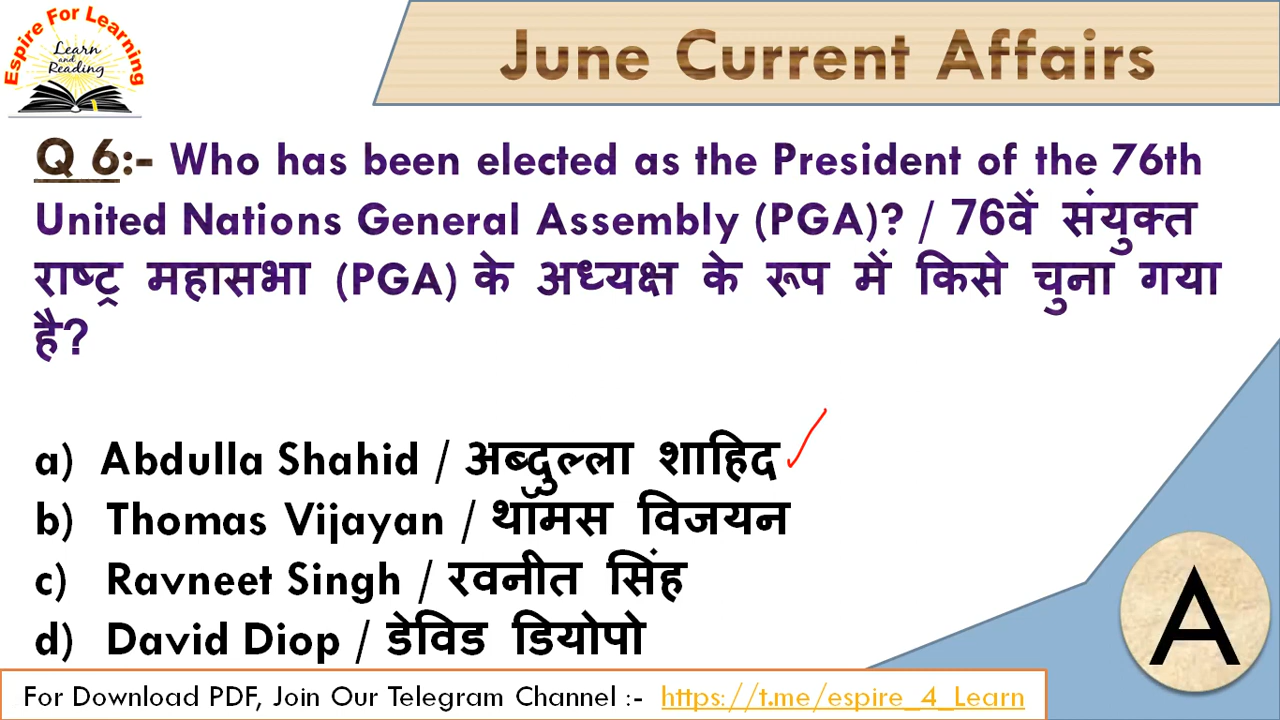 Espire For Learning
Learn
and
Reading
June Current Affairs
Q 6:- Who has been elected as the President of the 76th
United Nations General Assembly (PGA)? / 76वें संयुक्त
राष्ट्र महासभा (PGA) के अध्यक्ष के रूप में किसे चुना गया
है?
a) Abdulla Shahid / अब्दुल्ला शाहिद
b) Thomas Vijayan / थॉमस विजयन
c) Ravneet Singh / रवनीत सिंह
d) David Diop / डेविड डियोपो
A
For Download PDF, Join Our Telegram Channel :- https://t.me/espire_4_Learn